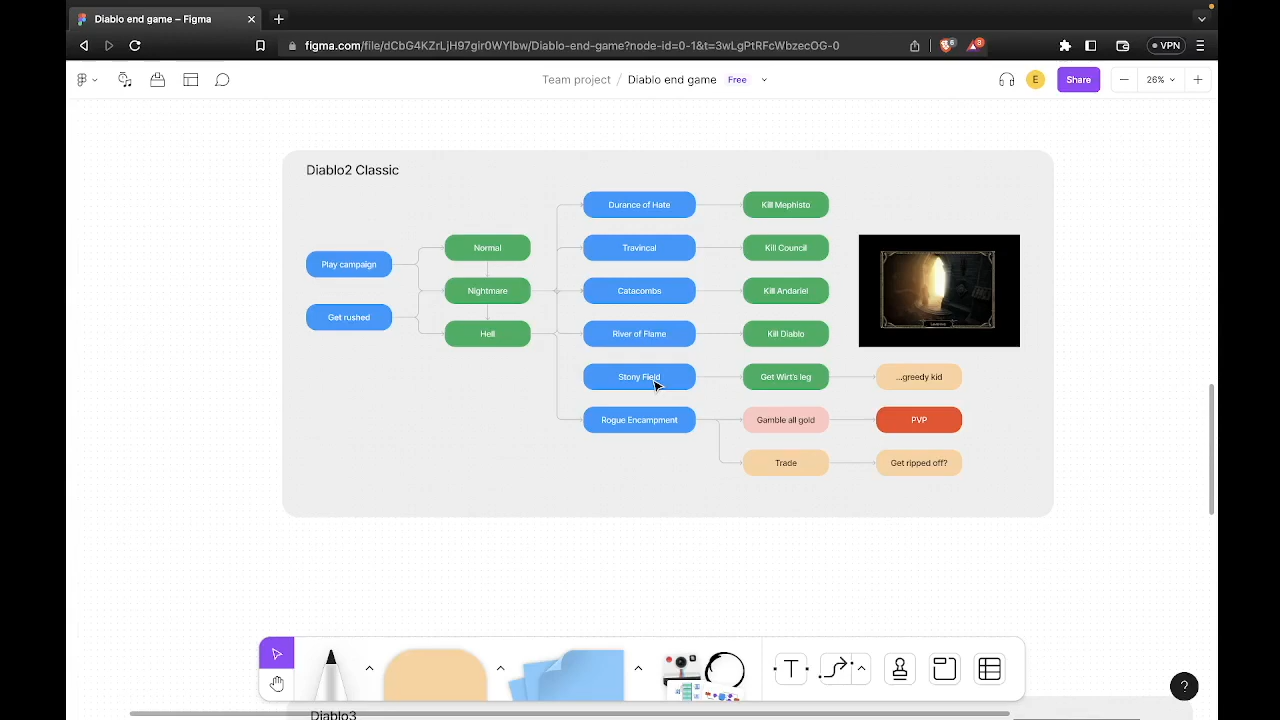 Diablo end game – Figma
figma.com/file/dCbG4KZrLjH97gir0WYlbw/Diablo-end-game?node-id=0-1&t=3wLgPtRFcWbzecOG-0
VPN
Team project / Diablo end game Free
E
Share
26%
Diablo2 Classic
Durance of Hate
Kill Mephisto
Normal
Travincal
Kill Council
Play campaign
Nightmare
Catacombs
Kill Andariel
Get rushed
Hell
River of Flame
Kill Diablo
Stony Field
Get Wirt's leg
...greedy kid
Rogue Encampment
Gamble all gold
PVP
Trade
Get ripped off?
T
?
Diablo3